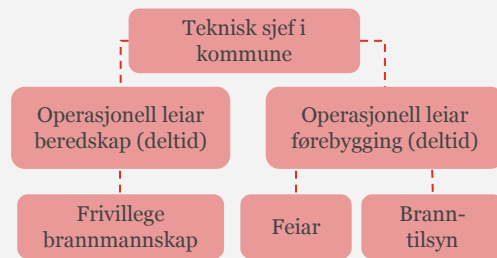 Teknisk sjef i
kommune
Operasjonell leiar
beredskap (deltid)
Operasjonell leiar
førebygging (deltid)
Frivillege
brannmannskap
Feiar
Brann-
tilsyn